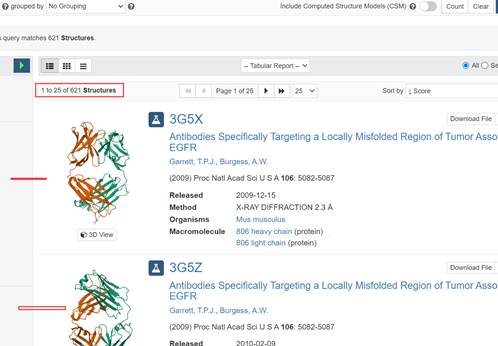 grouped by No Grouping Include Computed Structure Models (CSM) Count Clear
query matches 621 Structures.
-- Tabular Report -- All
1 to 25 of 621 Structures Page 1 of 25 25 Sort by ↓ Score
3G5X Download File
Antibodies Specifically Targeting a Locally Misfolded Region of Tumor
EGFR
Garrett, T.P.J., Burgess, A.W.
(2009) Proc Natl Acad Sci U S A 106: 5082-5087
Released 2009-12-15
Method X-RAY DIFFRACTION 2.3 Å
Organisms Mus musculus
Macromolecule 806 heavy chain (protein)
806 light chain (protein)
3D View
3G5Z Download File
Antibodies Specifically Targeting a Locally Misfolded Region of Tumor
EGFR
Garrett, T.P.J., Burgess, A.W.
(2009) Proc Natl Acad Sci U S A 106: 5082-5087
Released 2010-02-09